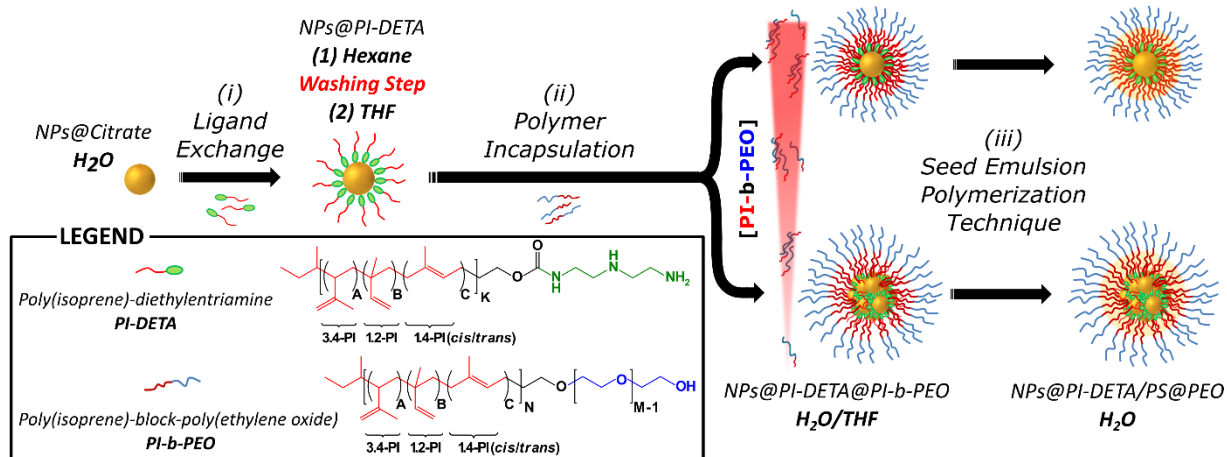 NPs@Citrate
H₂O
(i)
Ligand
Exchange
NPs@PI-DETA
(1) Hexane
Washing Step
(2) THF
(ii)
Polymer
Incapsulation
[PI-b-PEO]
(iii)
Seed Emulsion
Polymerization
Technique
NPs@PI-DETA@PI-b-PEO
H₂O/THF
NPs@PI-DETA/PS@PEO
H₂O
LEGEND
Poly(isoprene)-diethylentriamine
PI-DETA
A B C K
O O N H N H NH₂
3.4-PI 1.2-PI 1.4-PI(cis/trans)
Poly(isoprene)-block-poly(ethylene oxide)
PI-b-PEO
A B C N
O O M-1 OH
3.4-PI 1.2-PI 1.4-PI(cis/trans)